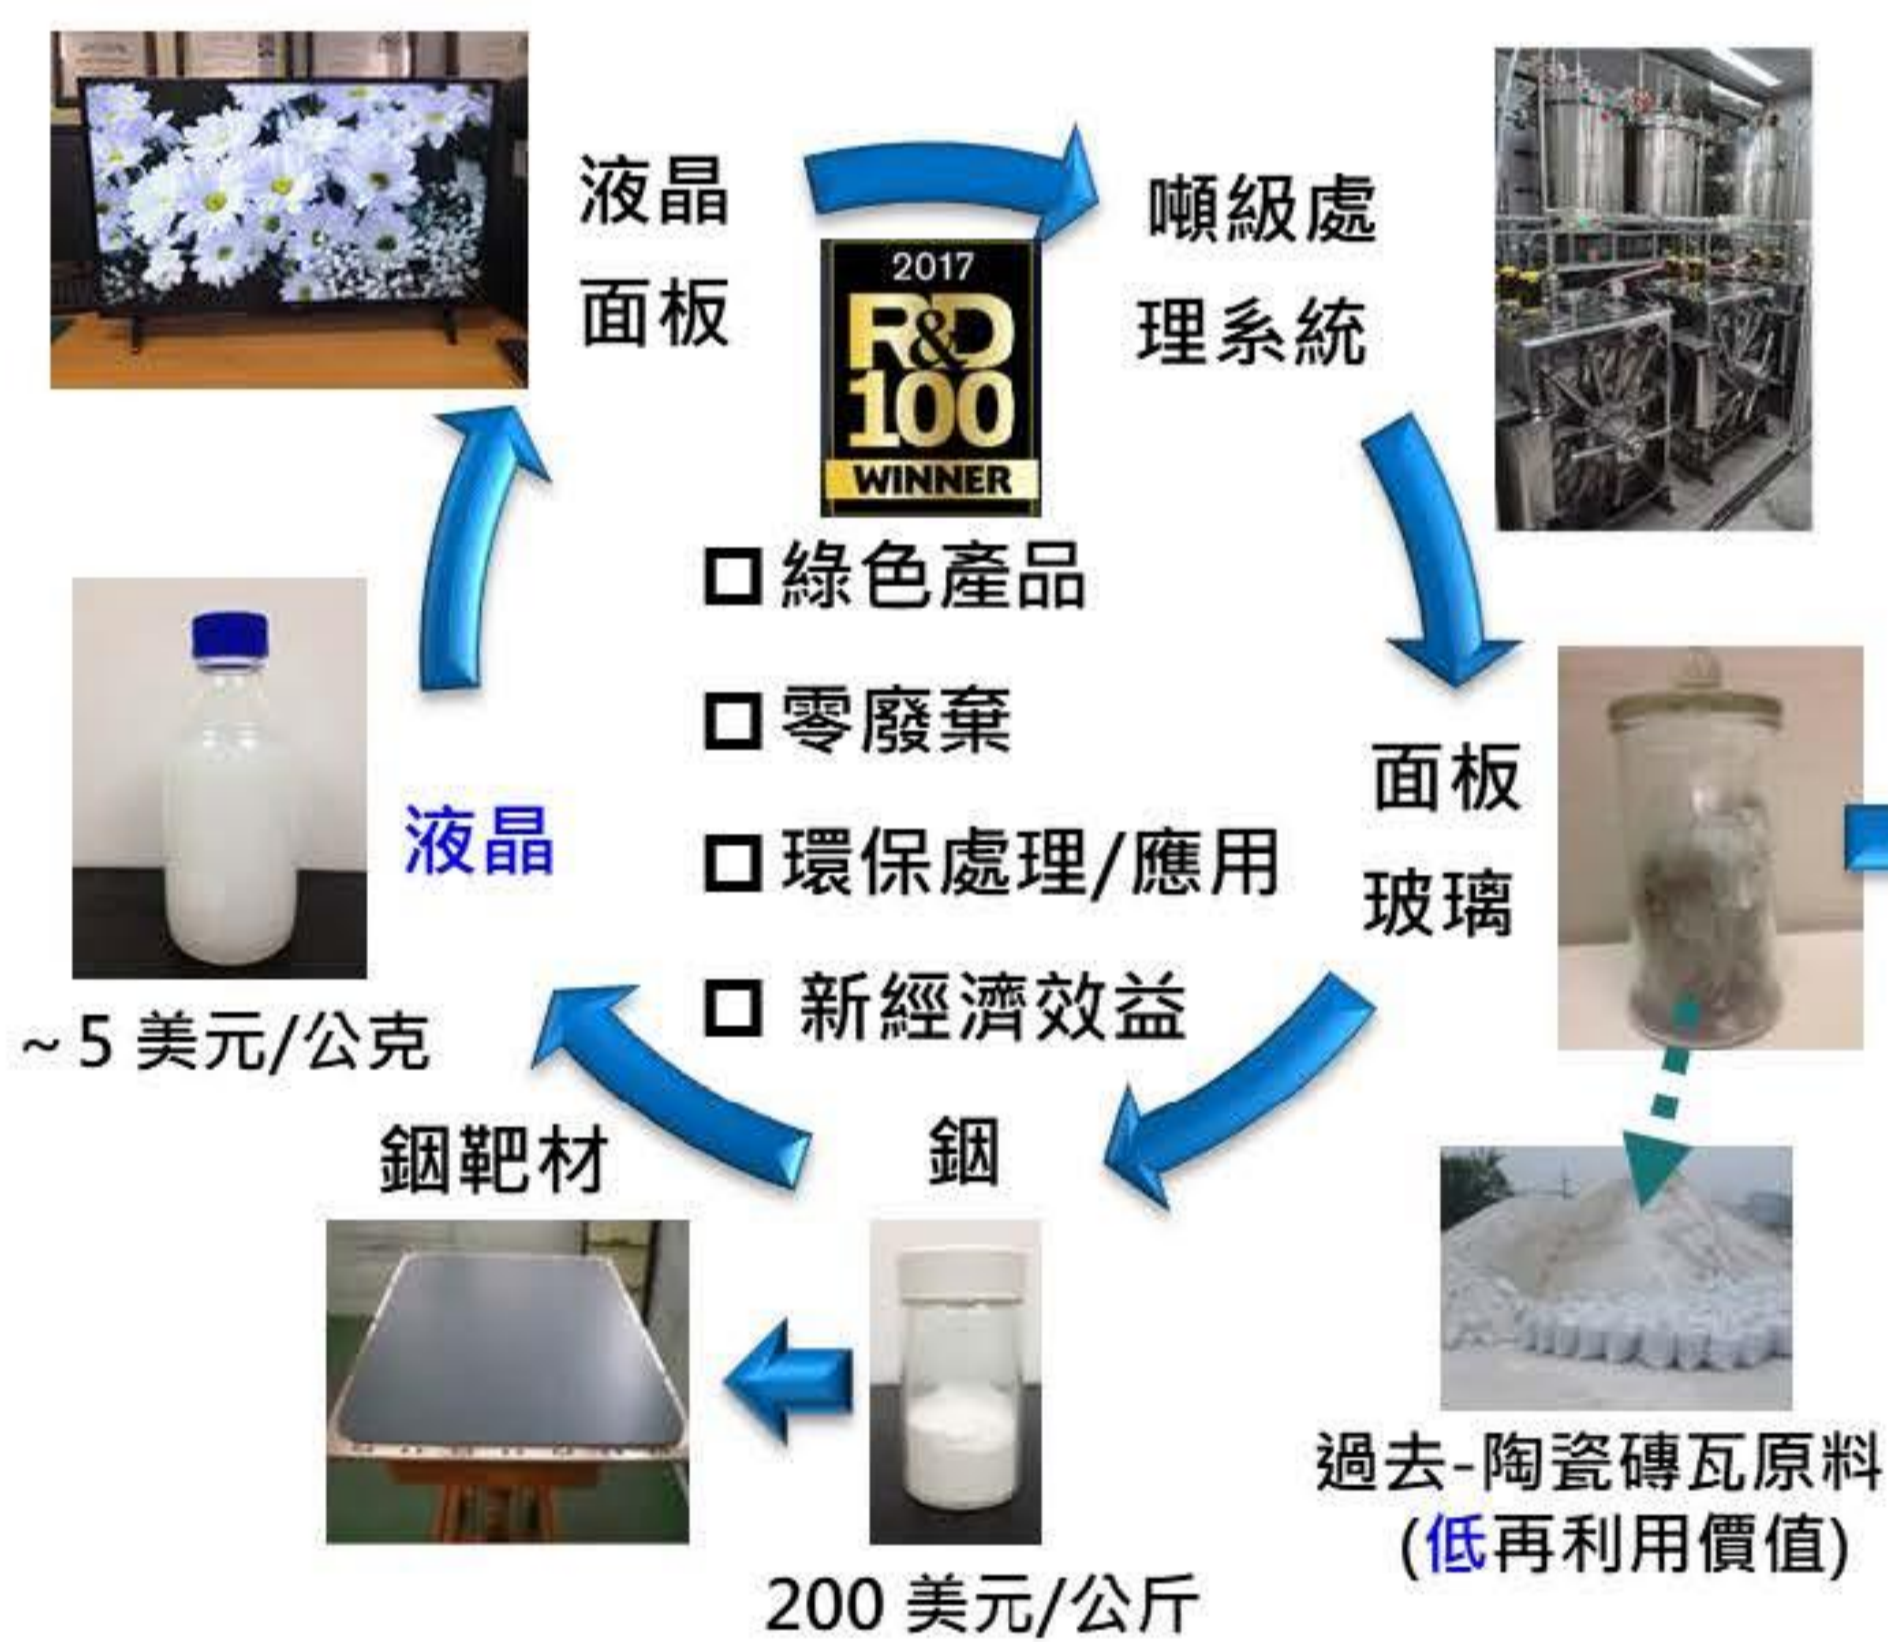 液晶
面板
噸級處
理系統
2017
R&D
100
WINNER
綠色產品
零廢棄
環保處理/應用
新經濟效益
面板
玻璃
液晶
~5 美元/公克
銦靶材
銦
200 美元/公斤
過去-陶瓷磚瓦原料
(低再利用價值)